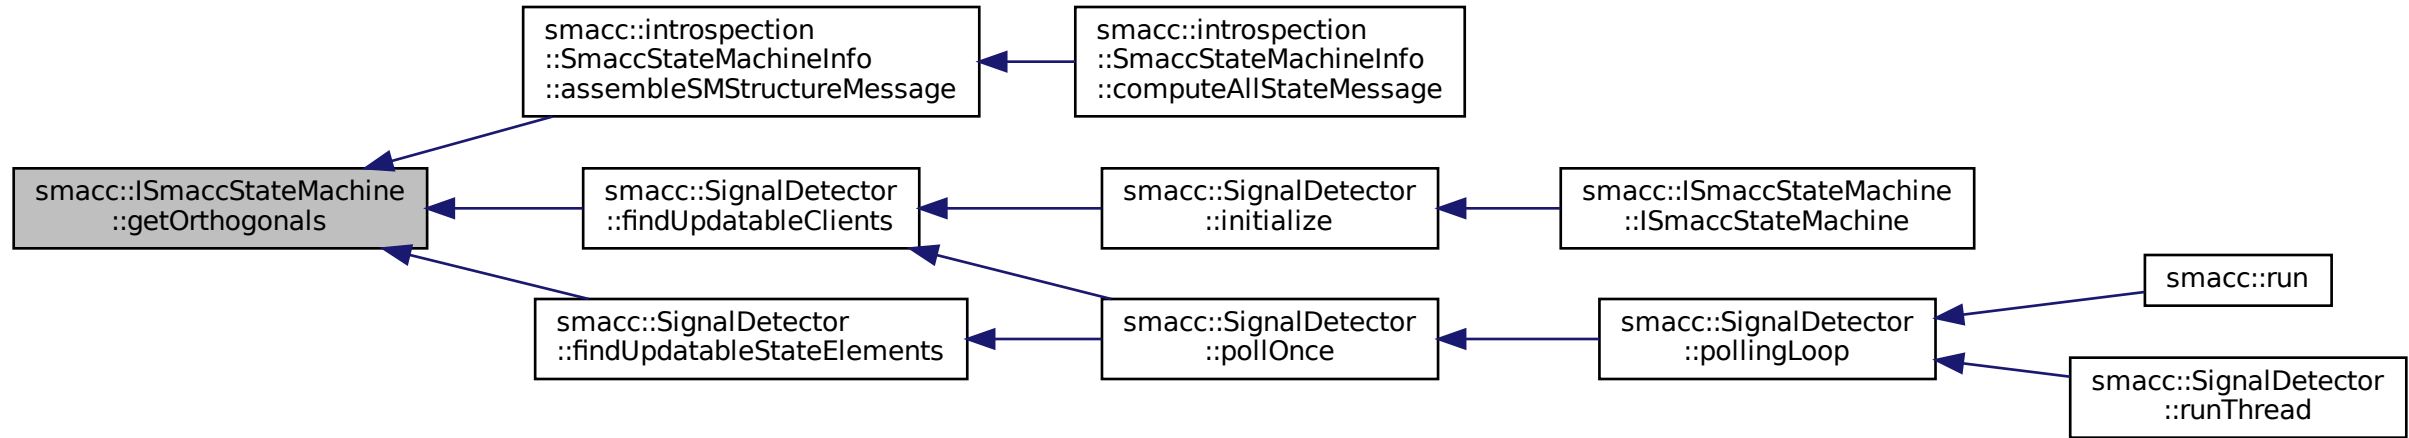 smacc::introspection
::SmaccStateMachineInfo
::assembleSMStructureMessage
smacc::introspection
::SmaccStateMachineInfo
::computeAllStateMessage
smacc::ISmaccStateMachine
::getOrthogonals
smacc::SignalDetector
::findUpdatableClients
smacc::SignalDetector
::initialize
smacc::ISmaccStateMachine
::ISmaccStateMachine
smacc::run
smacc::SignalDetector
::findUpdatableStateElements
smacc::SignalDetector
::pollOnce
smacc::SignalDetector
::pollingLoop
smacc::SignalDetector
::runThread